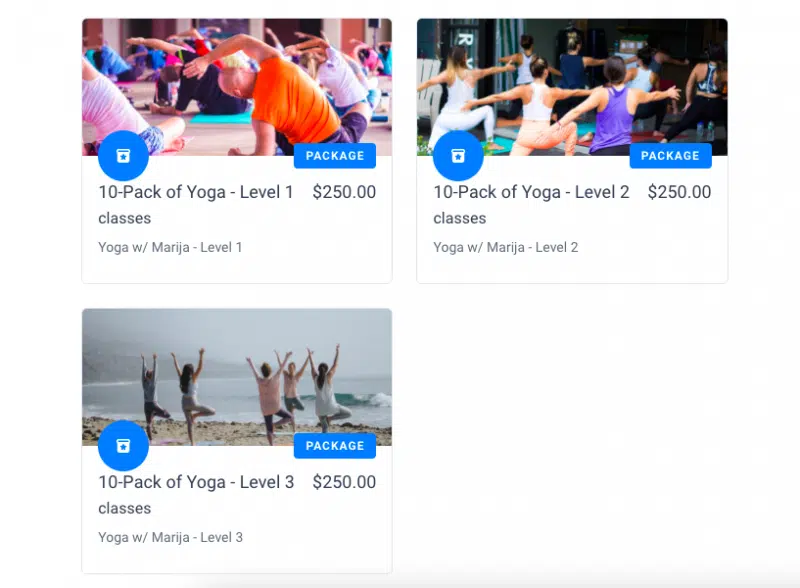 PACKAGE
10-Pack of Yoga - Level 1 $250.00
classes
Yoga w/ Marija - Level 1
PACKAGE
10-Pack of Yoga - Level 2 $250.00
classes
Yoga w/ Marija - Level 2
PACKAGE
10-Pack of Yoga - Level 3 $250.00
classes
Yoga w/ Marija - Level 3